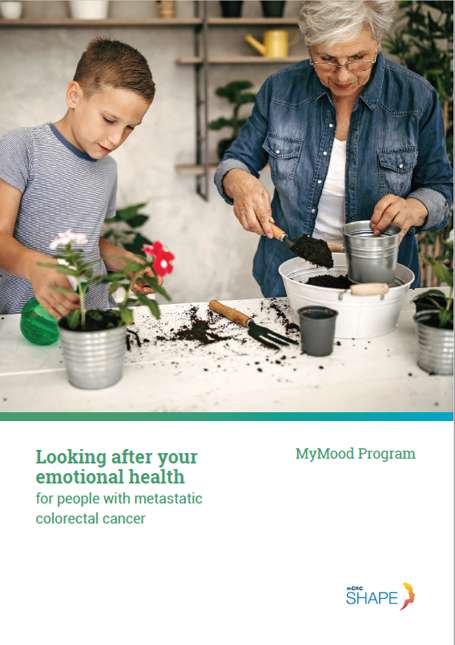 Looking after your
emotional health
for people with metastatic
colorectal cancer
MyMood Program
mCRC
SHAPE